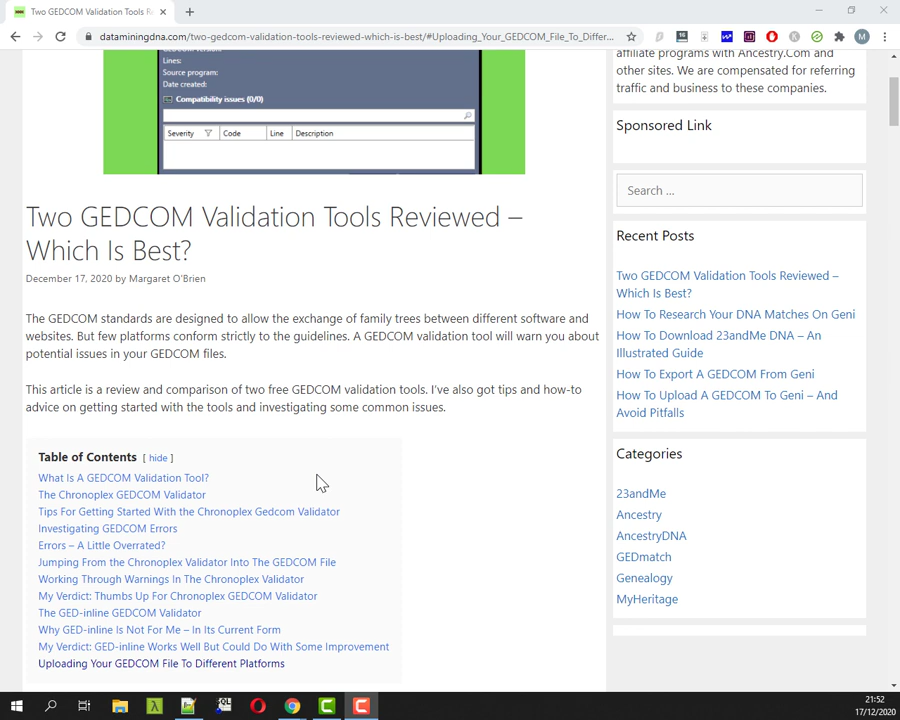 Two GEDCOM Validation Tools R
dataminingdna.com/two-gedcom-validation-tools-reviewed-which-is-best/#Uploading_Your_GEDCOM_File_To_Differ...
Lines:
Source program:
Date created:
Compatibility issues (0/0)
Severity Code Line Description
Two GEDCOM Validation Tools Reviewed –
Which Is Best?
December 17, 2020 by Margaret O'Brien
The GEDCOM standards are designed to allow the exchange of family trees between different software and
websites. But few platforms conform strictly to the guidelines. A GEDCOM validation tool will warn you about
potential issues in your GEDCOM files.
This article is a review and comparison of two free GEDCOM validation tools. I've also got tips and how-to
advice on getting started with the tools and investigating some common issues.
Table of Contents [ hide ]
What Is A GEDCOM Validation Tool?
The Chronoplex GEDCOM Validator
Tips For Getting Started With the Chronoplex Gedcom Validator
Investigating GEDCOM Errors
Errors – A Little Overrated?
Jumping From the Chronoplex Validator Into The GEDCOM File
Working Through Warnings In The Chronoplex Validator
My Verdict: Thumbs Up For Chronoplex GEDCOM Validator
The GED-inline GEDCOM Validator
Why GED-inline Is Not For Me – In Its Current Form
My Verdict: GED-inline Works Well But Could Do With Some Improvement
Uploading Your GEDCOM File To Different Platforms
affiliate programs with Ancestry.Com and
other sites. We are compensated for referring
traffic and business to these companies.
Sponsored Link
Search ...
Recent Posts
Two GEDCOM Validation Tools Reviewed –
Which Is Best?
How To Research Your DNA Matches On Geni
How To Download 23andMe DNA – An
Illustrated Guide
How To Export A GEDCOM From Geni
How To Upload A GEDCOM To Geni – And
Avoid Pitfalls
Categories
23andMe
Ancestry
AncestryDNA
GEDmatch
Genealogy
MyHeritage
21:52
17/12/2020